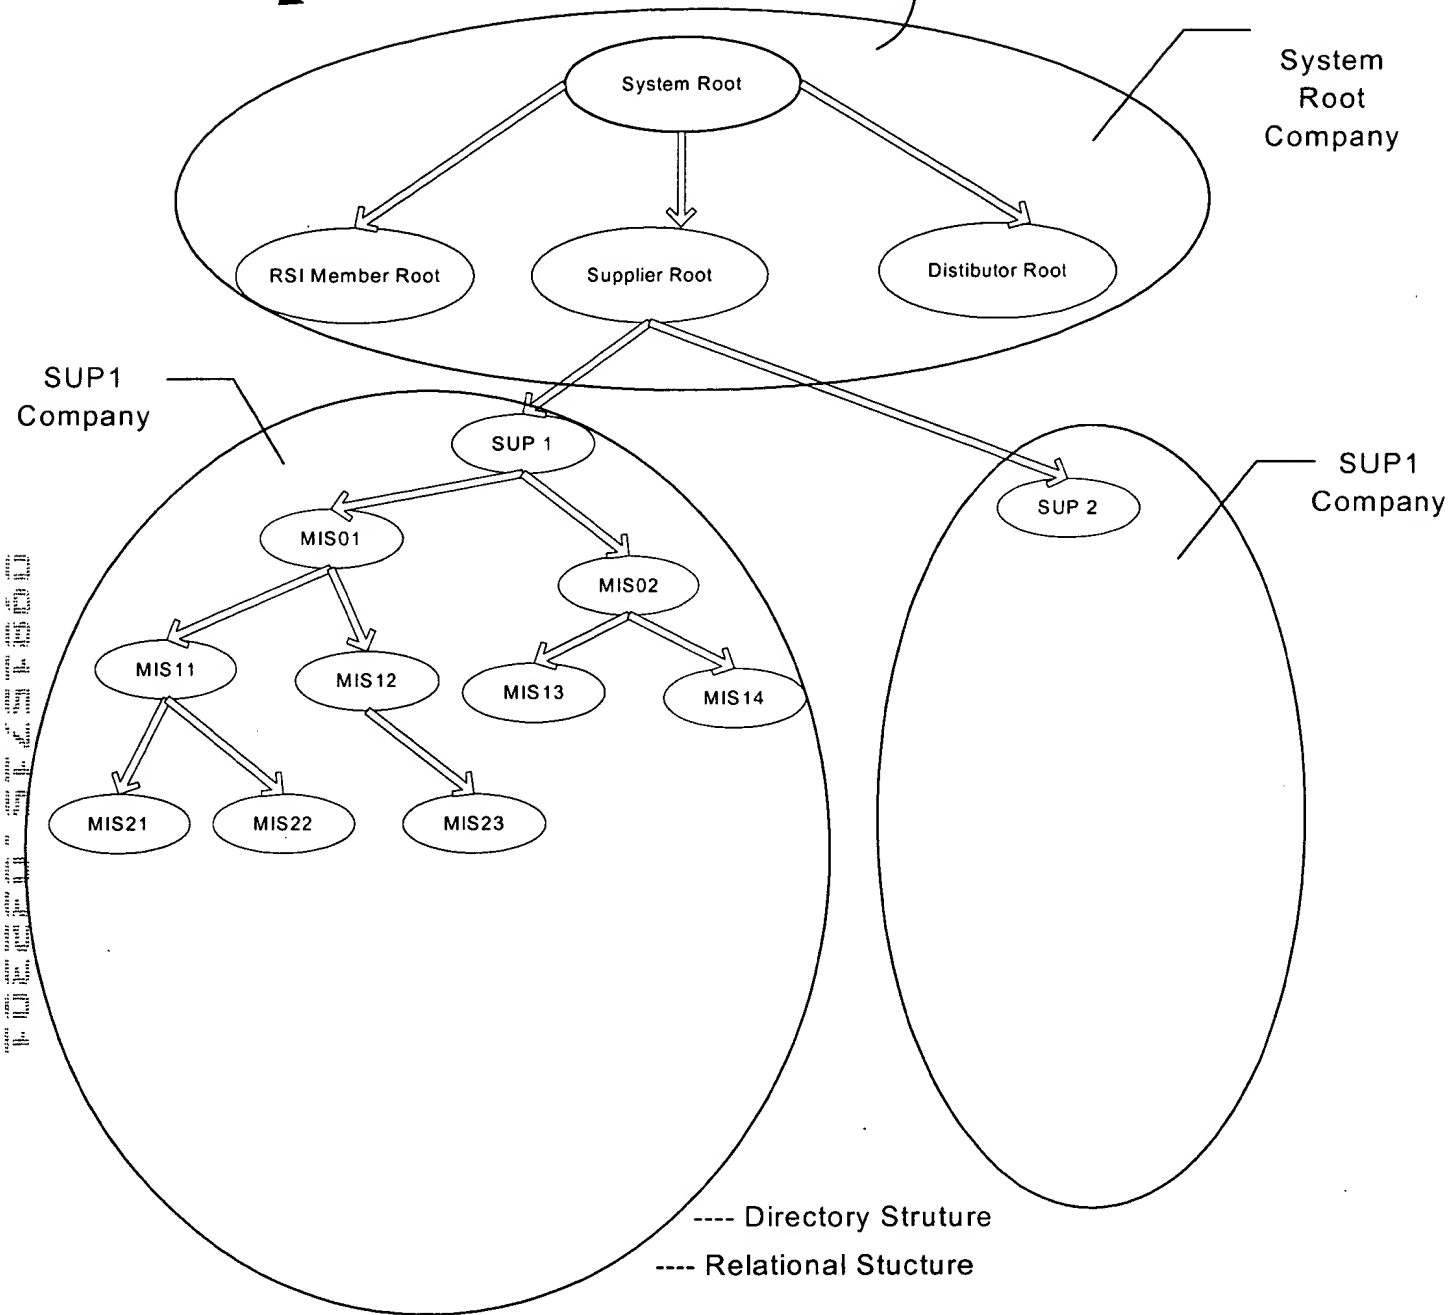 System Root
System
Root
Company
RSI Member Root
Supplier Root
Distibutor Root
SUP1
Company
SUP 1
SUP1
Company
SUP 2
MIS01
MIS02
MIS11
MIS12
MIS13
MIS14
MIS21
MIS22
MIS23
---- Directory Struture
---- Relational Stucture